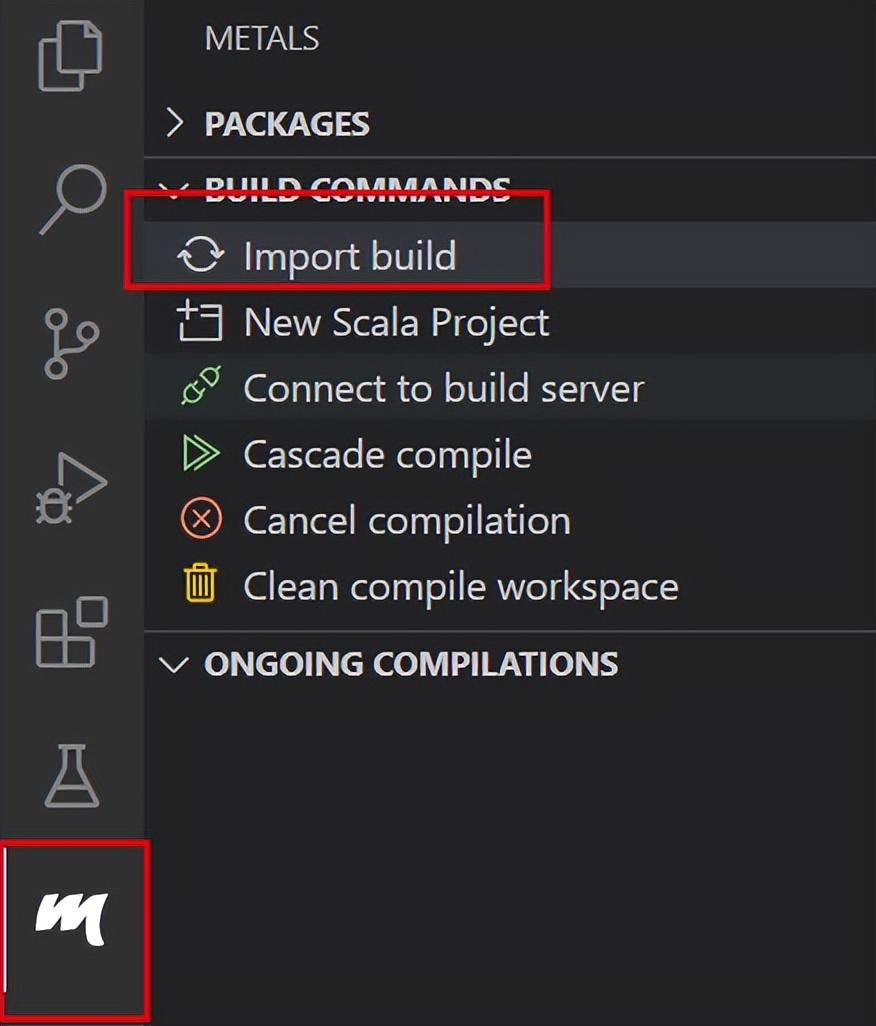 METALS
PACKAGES
BUILD COMMANDS
Import build
New Scala Project
Connect to build server
Cascade compile
Cancel compilation
Clean compile workspace
ONGOING COMPILATIONS
m